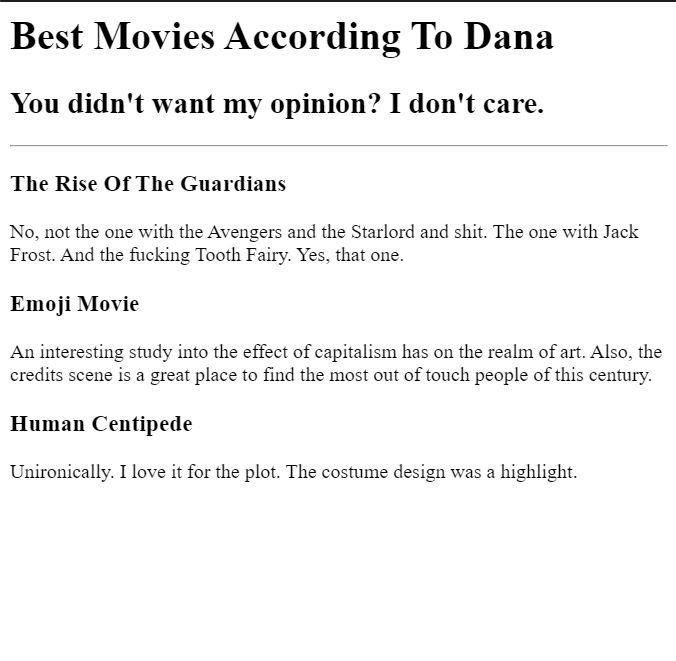 Best Movies According To Dana
You didn't want my opinion? I don't care.
The Rise Of The Guardians
No, not the one with the Avengers and the Starlord and shit. The one with Jack
Frost. And the fucking Tooth Fairy. Yes, that one.
Emoji Movie
An interesting study into the effect of capitalism has on the realm of art. Also, the
credits scene is a great place to find the most out of touch people of this century.
Human Centipede
Unironically. I love it for the plot. The costume design was a highlight.